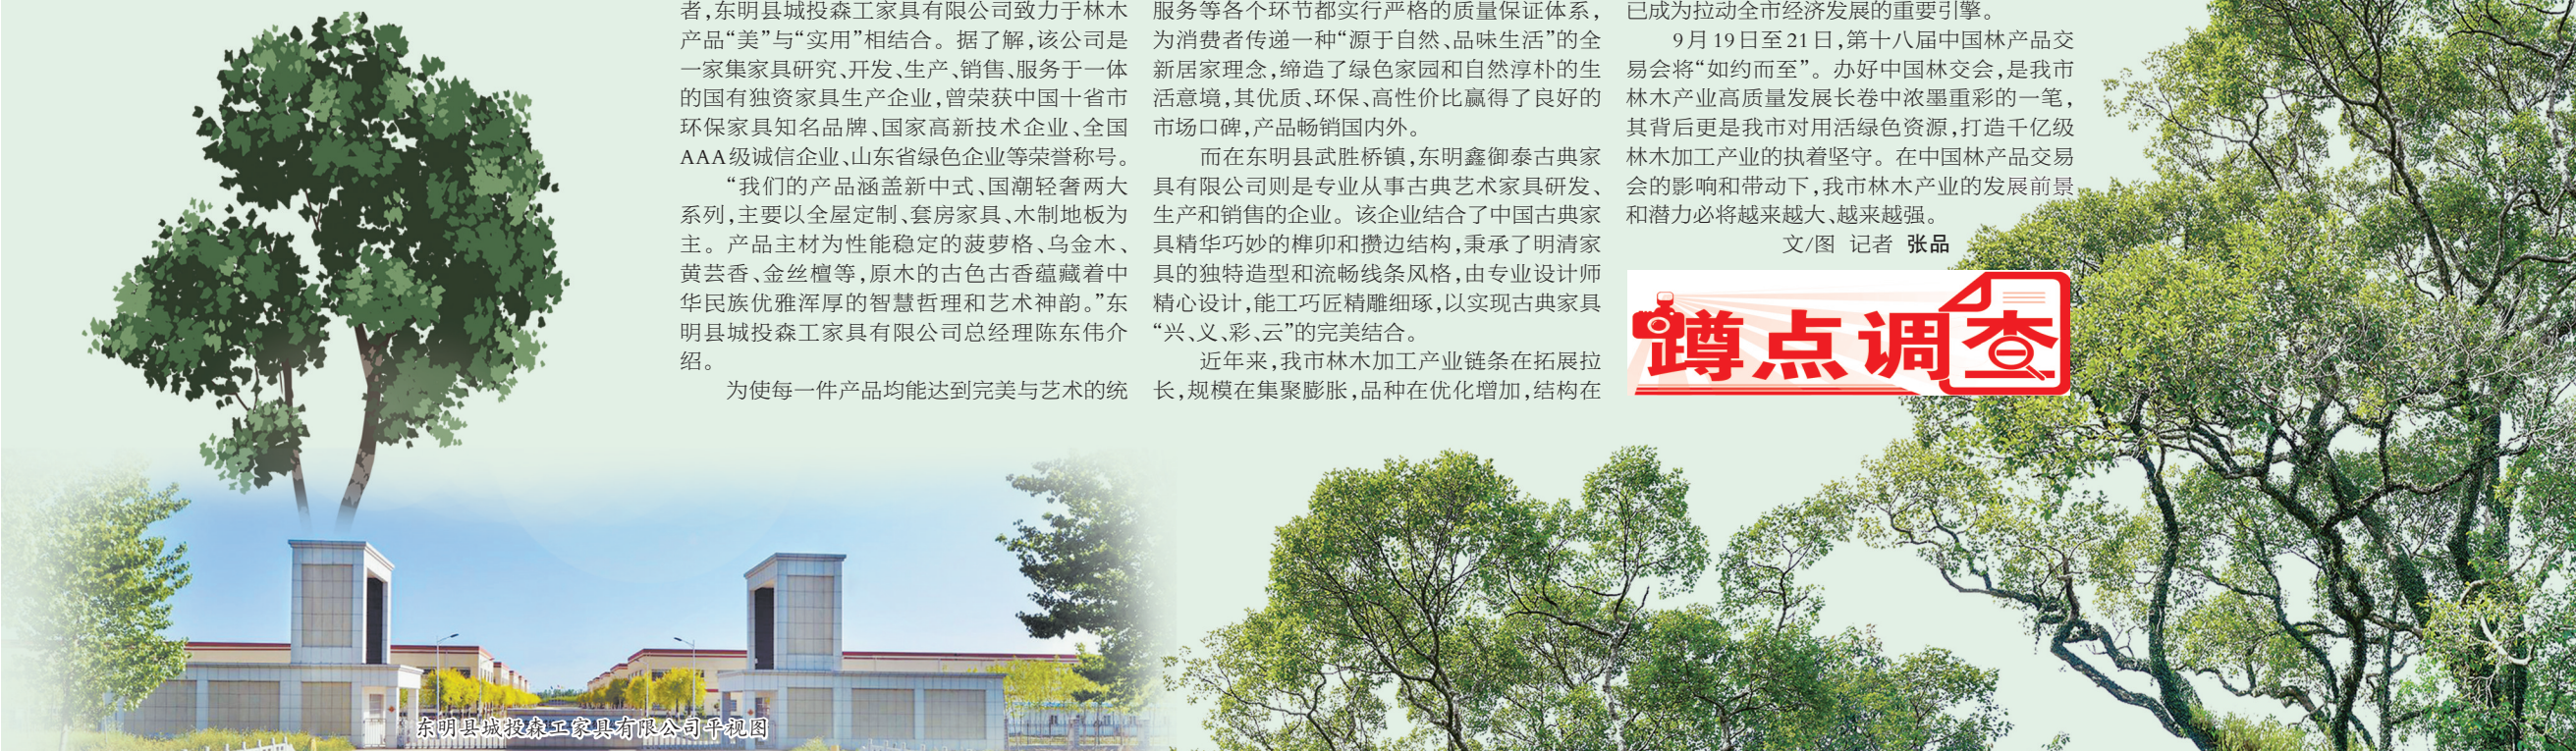 者,东明县城投森工家具有限公司致力于林木
产品“美”与“实用”相结合。据了解,该公司是
一家集家具研究、开发、生产、销售、服务于一体
的国有独资家具生产企业,曾荣获中国十省市
环保家具知名品牌、国家高新技术企业、全国
AAA级诚信企业、山东省绿色企业等荣誉称号。
“我们的产品涵盖新中式、国潮轻奢两大
系列,主要以全屋定制、套房家具、木制地板为
主。产品主材为性能稳定的菠萝格、乌金木、
黄芸香、金丝檀等,原木的古色古香蕴藏着中
华民族优雅浑厚的智慧哲理和艺术神韵。”东
明县城投森工家具有限公司总经理陈东伟介
绍。
为使每一件产品均能达到完美与艺术的统
服务等各个环节都实行严格的质量保证体系,
为消费者传递一种“源于自然、品味生活”的全
新居家理念,缔造了绿色家园和自然淳朴的生
活意境,其优质、环保、高性价比赢得了良好的
市场口碑,产品畅销国内外。
而在东明县武胜桥镇,东明鑫御泰古典家
具有限公司则是专业从事古典艺术家具研发、
生产和销售的企业。该企业结合了中国古典家
具精华巧妙的榫卯和攒边结构,秉承了明清家
具的独特造型和流畅线条风格,由专业设计师
精心设计,能工巧匠精雕细琢,以实现古典家具
“兴、义、彩、云”的完美结合。
近年来,我市林木加工产业链条在拓展拉
长,规模在集聚膨胀,品种在优化增加,结构在
已成为拉动全市经济发展的重要引擎。
9月19日至21日,第十八届中国林产品交
易会将“如约而至”。办好中国林交会,是我市
林木产业高质量发展长卷中浓墨重彩的一笔,
其背后更是我市对用活绿色资源,打造千亿级
林木加工产业的执着坚守。在中国林产品交易
会的影响和带动下,我市林木产业的发展前景
和潜力必将越来越大、越来越强。
文/图 记者 张品
蹲点调查
东明县城投森工家具有限公司平视图